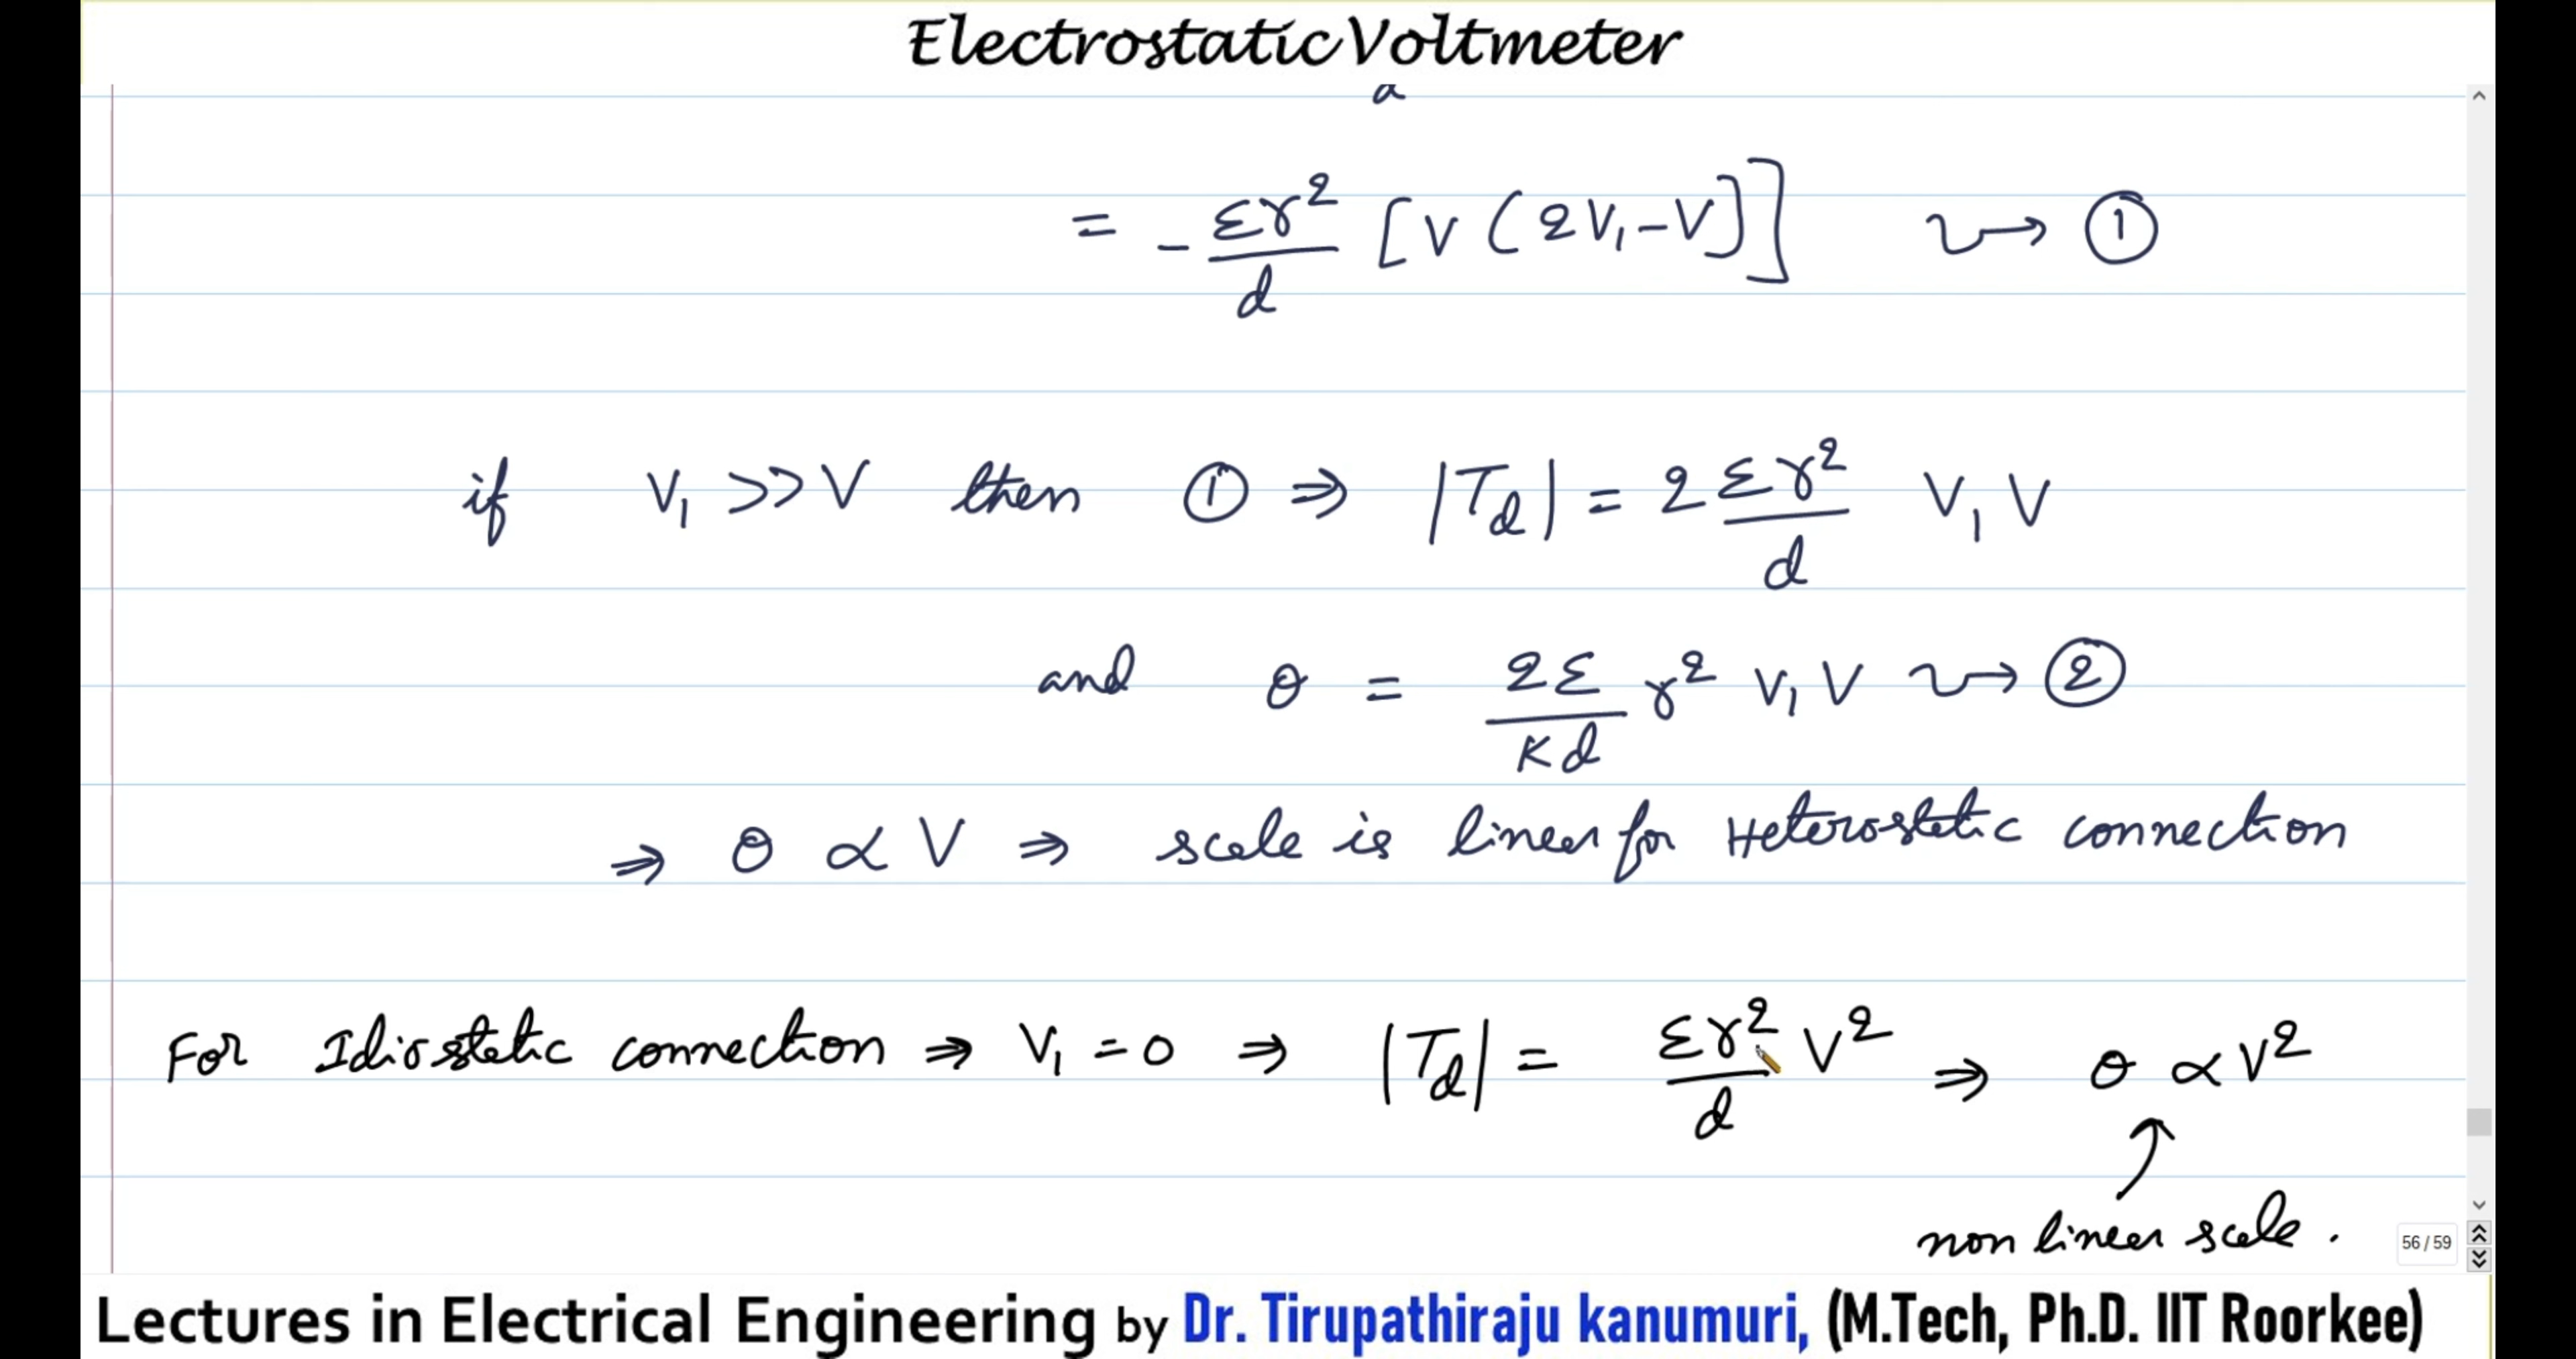 Electrostatic Voltmeter
d
= - εr² / d [V (2V₁-V)] ⟿ ①
if V₁ >> V then ① ⇒ |T_d| = 2 εr² / d V₁ V
and θ = 2ε / Kd r² V₁ V ⟿ ②
⇒ θ ∝ V ⇒ scale is linear for Heterostatic connection
For Idiostatic connection ⇒ V₁ = 0 ⇒ |T_d| = εr² / d V² ⇒ θ ∝ V²
non linear scale.
56 / 59
Lectures in Electrical Engineering by Dr. Tirupathiraju kanumuri, (M.Tech, Ph.D. IIT Roorkee)